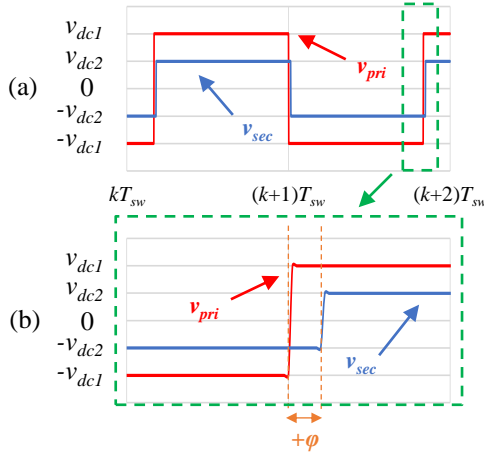 v_dc1
v_dc2
(a) 0
-v_dc2
-v_dc1
v_pri
v_sec
kT_sw (k+1)T_sw (k+2)T_sw
v_dc1
v_dc2
(b) 0
-v_dc2
-v_dc1
v_pri
v_sec
+φ